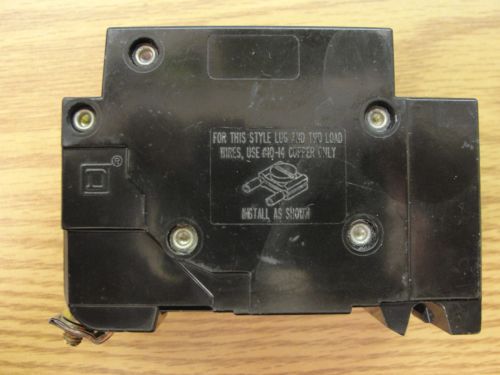 FOR THIS STYLE LUG AND TWO LOAD
WIRES, USE #10-14 COPPER ONLY
INSTALL AS SHOWN
D
®